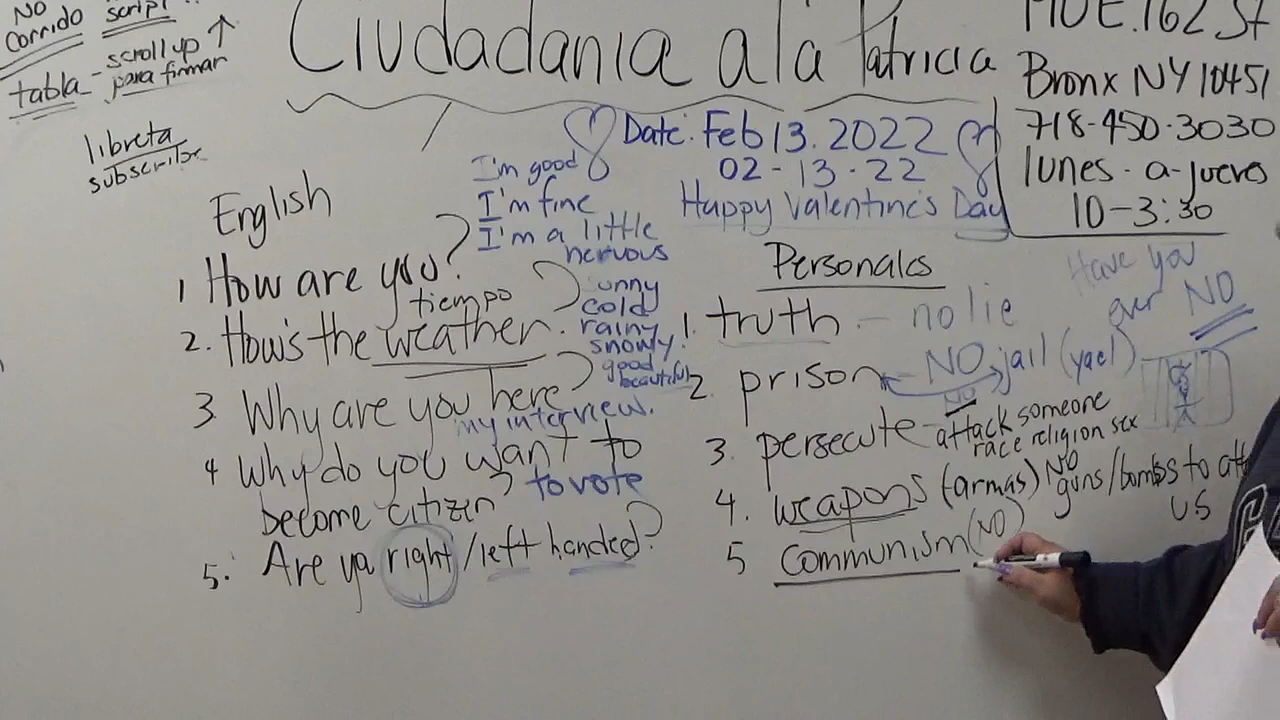 NO
Corrido script
tabla - scroll up ↑
para firmar
libreta
subscribe
Ciudadania a la Patricia
Bronx NY 10451
718-450-3030
lunes - a-jueves
10-3:30
Date: Feb 13. 2022
02-13-22
Happy Valentine's Day
English
I'm good
I'm fine
I'm a little
nervous
1 How are you?
tiempo
2. How's the weather.
sunny
cold
rainy
snowy
good
beautiful
3 Why are you here
my interview.
4 Why do you want to
become citizen? to vote
5. Are yo right/left handed?
Personales
Have you
ever NO
1. truth - no lie
2. prison NO jail (yael)
NO
3. persecute - attack someone
race religion sex
4. weapons (armas) NO
guns/bombs to
US
5 Communism (NO)